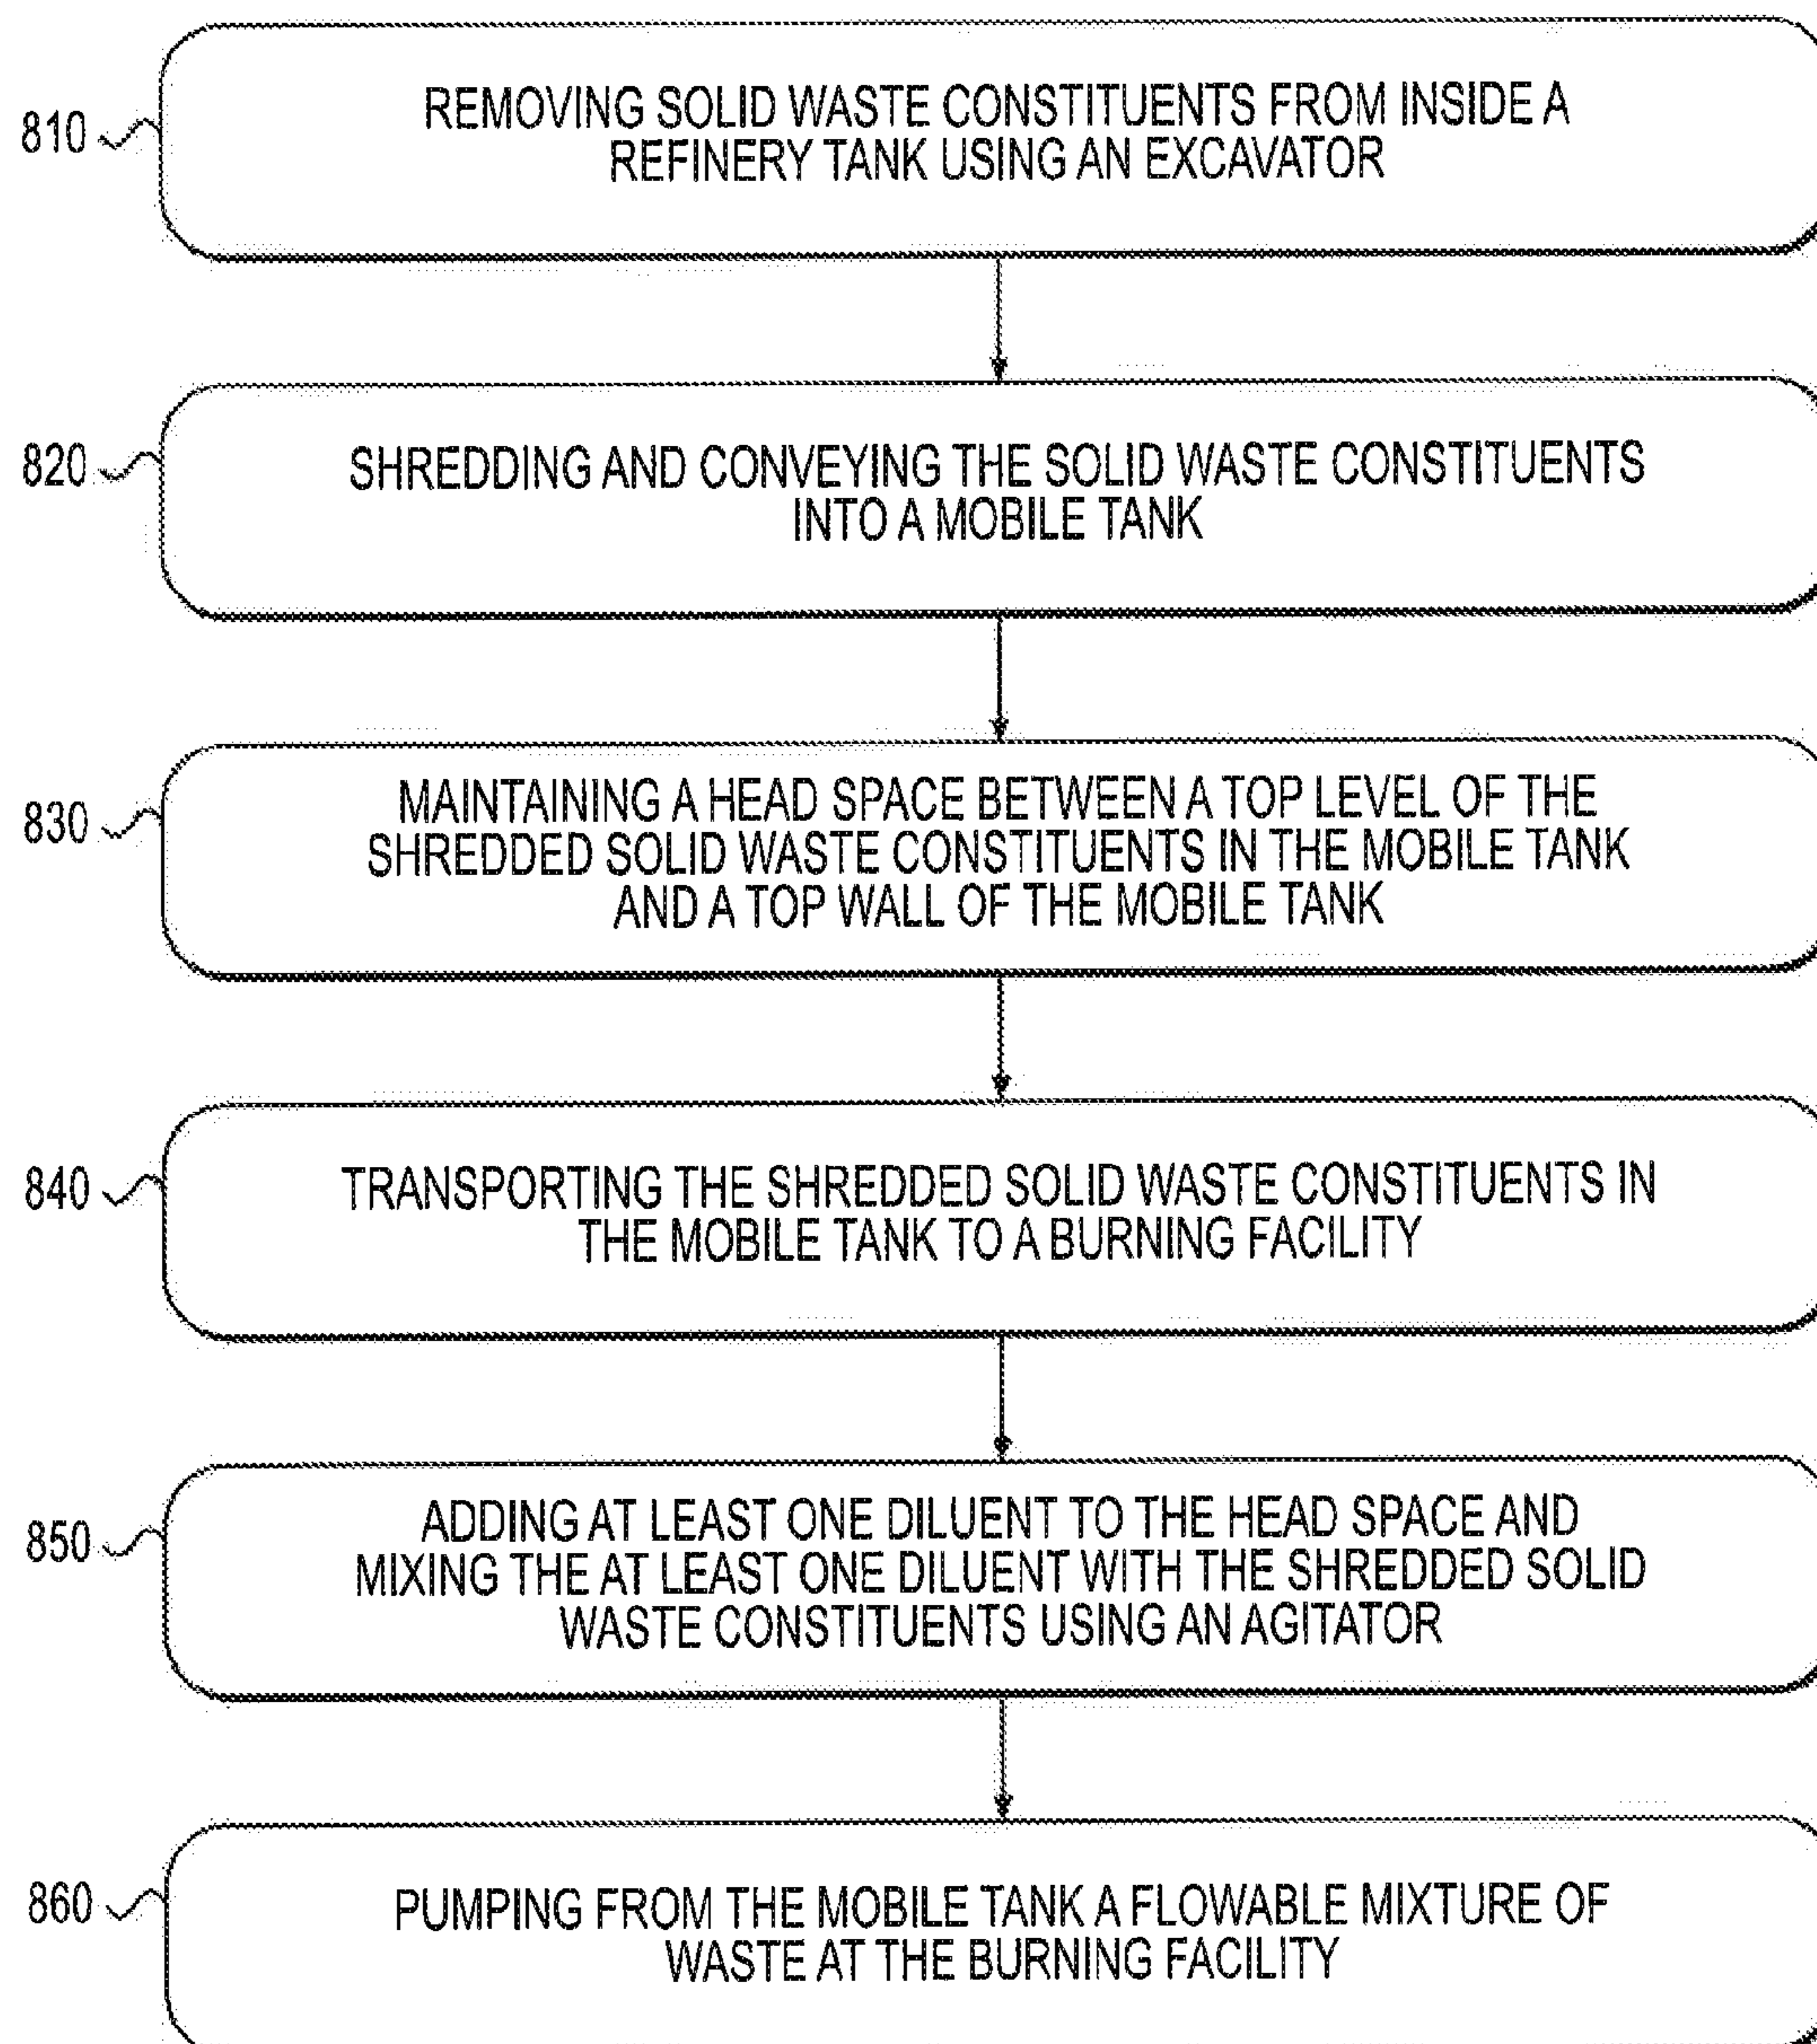 810
REMOVING SOLID WASTE CONSTITUENTS FROM INSIDE A
REFINERY TANK USING AN EXCAVATOR
820
SHREDDING AND CONVEYING THE SOLID WASTE CONSTITUENTS
INTO A MOBILE TANK
830
MAINTAINING A HEAD SPACE BETWEEN A TOP LEVEL OF THE
SHREDDED SOLID WASTE CONSTITUENTS IN THE MOBILE TANK
AND A TOP WALL OF THE MOBILE TANK
840
TRANSPORTING THE SHREDDED SOLID WASTE CONSTITUENTS IN
THE MOBILE TANK TO A BURNING FACILITY
850
ADDING AT LEAST ONE DILUENT TO THE HEAD SPACE AND
MIXING THE AT LEAST ONE DILUENT WITH THE SHREDDED SOLID
WASTE CONSTITUENTS USING AN AGITATOR
860
PUMPING FROM THE MOBILE TANK A FLOWABLE MIXTURE OF
WASTE AT THE BURNING FACILITY